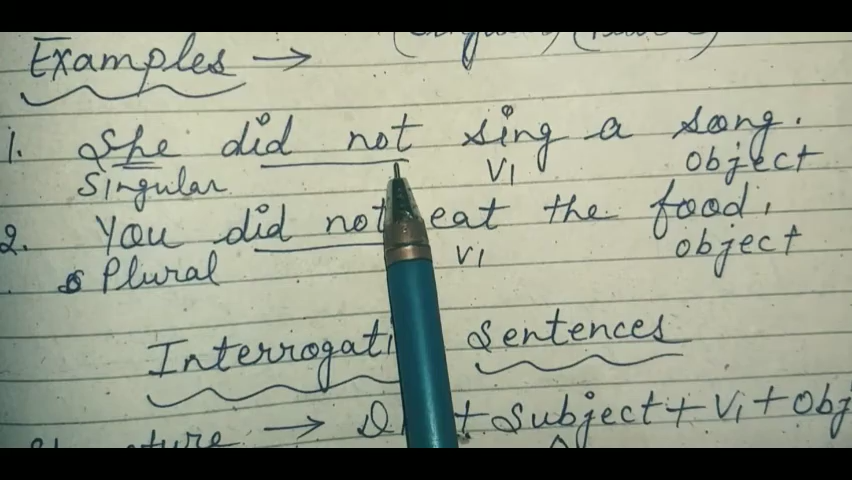 Examples →
1. She did not sing a song.
Singular V1 object
2. You did not eat the food.
Plural V1 object
Sentences
→ + Subject + V1 + Obj